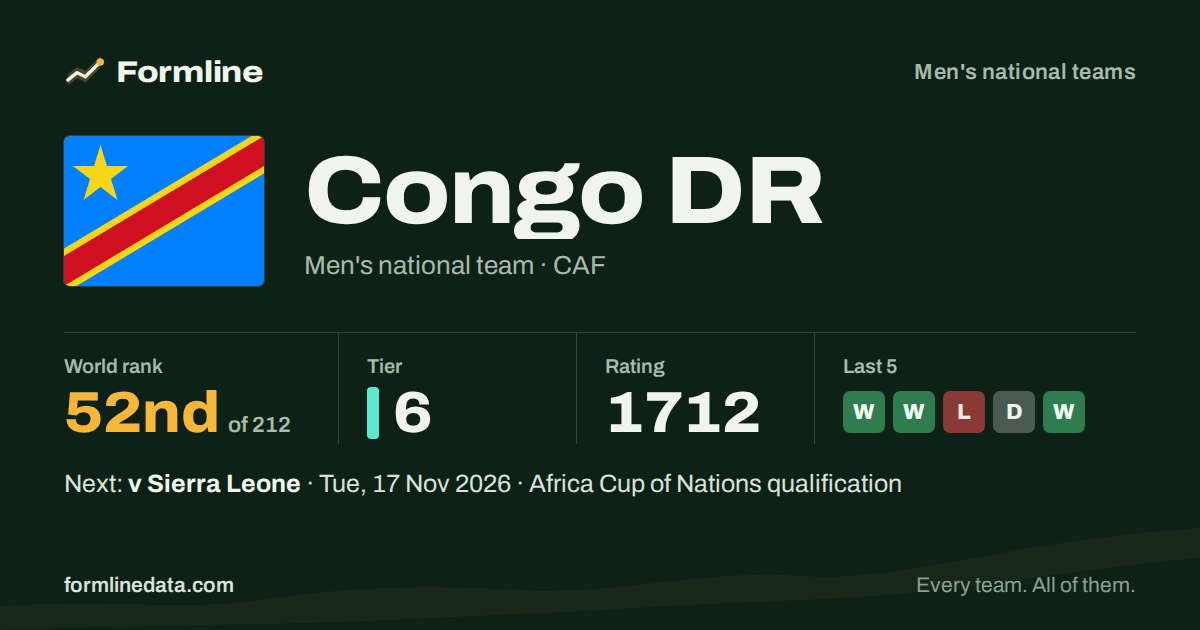 Formline
Men's national teams
Congo DR
Men's national team · CAF
World rank
52nd of 212
Tier
6
Rating
1712
Last 5
W W L D W
Next: v Sierra Leone · Tue, 17 Nov 2026 · Africa Cup of Nations qualification
formlinedata.com
Every team. All of them.